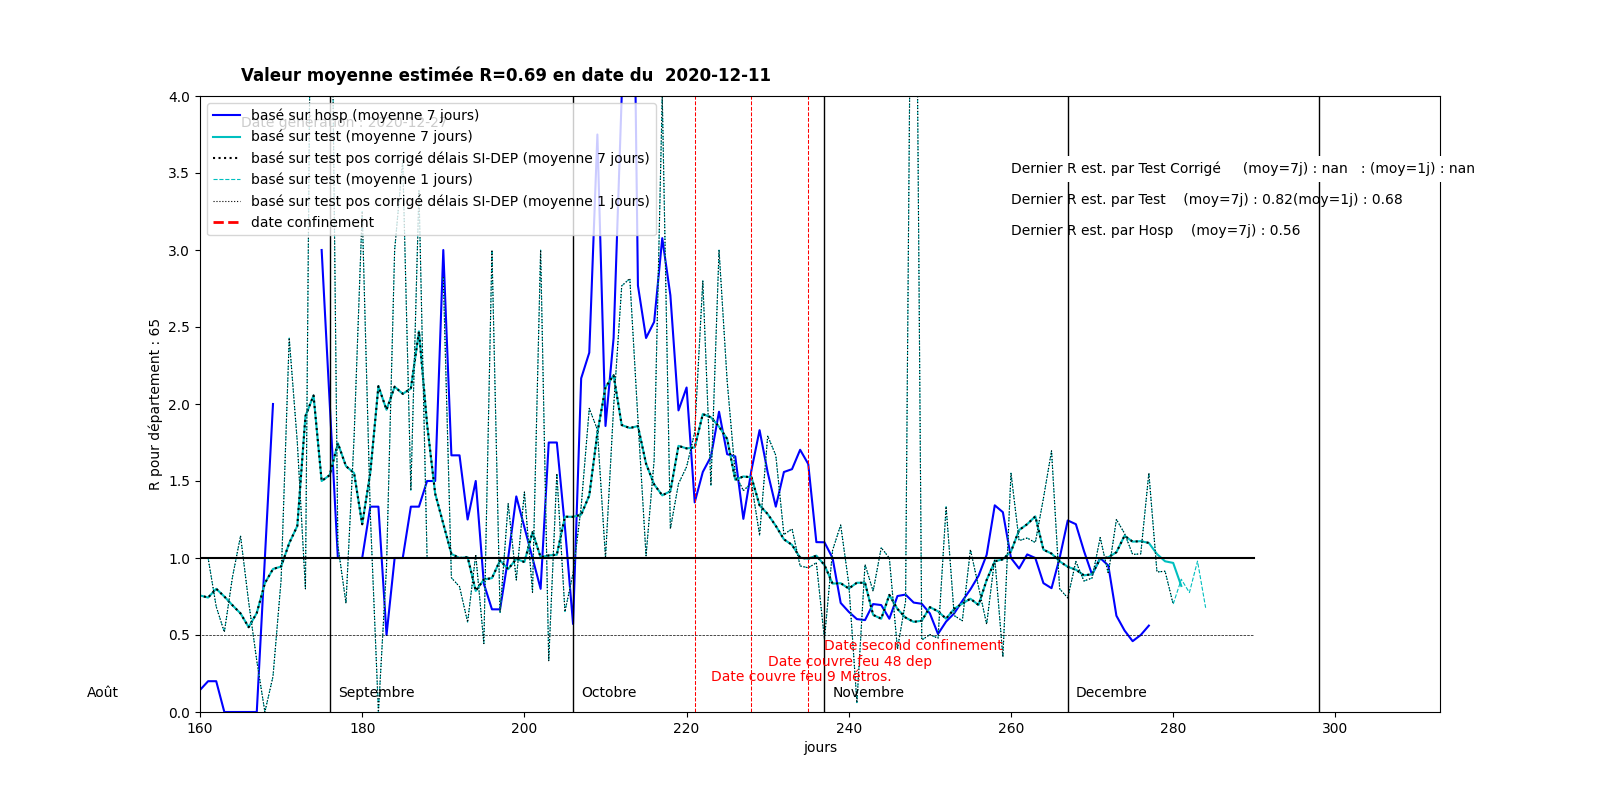 Valeur moyenne estimée R=0.69 en date du  2020-12-11
Date génération : 2020-12-27
basé sur hosp (moyenne 7 jours)
basé sur test (moyenne 7 jours)
basé sur test pos corrigé délais SI-DEP (moyenne 7 jours)
basé sur test (moyenne 1 jours)
basé sur test pos corrigé délais SI-DEP (moyenne 1 jours)
date confinement
Dernier R est. par Test Corrigé     (moy=7j) : nan   : (moy=1j) : nan
Dernier R est. par Test    (moy=7j) : 0.82(moy=1j) : 0.68
Dernier R est. par Hosp    (moy=7j) : 0.56
R pour département : 65
4.0
3.5
3.0
2.5
2.0
1.5
1.0
0.5
0.0
Date second confinement
Date couvre feu 48 dep
Date couvre feu 9 Métros.
Août
Septembre
Octobre
Novembre
Decembre
160
180
200
220
240
260
280
300
jours